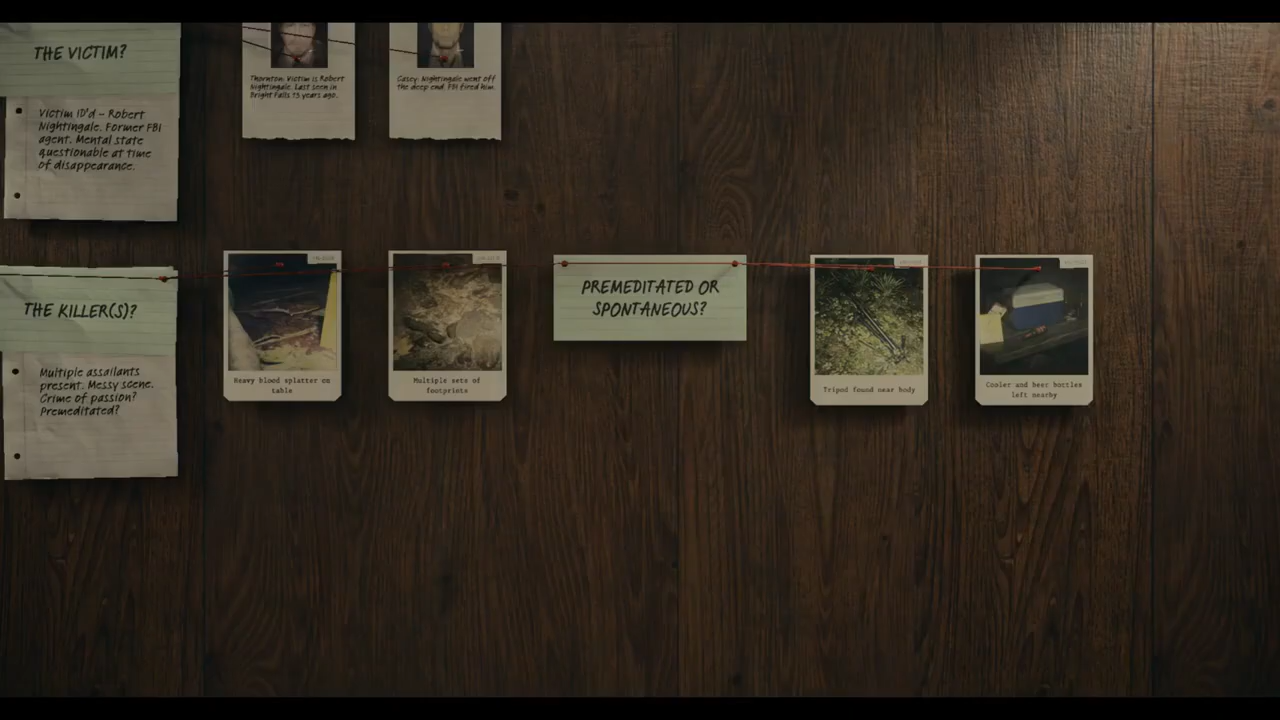 THE VICTIM?
Victim ID'd – Robert
Nightingale. Former FBI
agent. Mental state
questionable at time
of disappearance.
Thornton: Victim is Robert
Nightingale. Last seen in
Bright Falls 13 years ago.
Casey: Nightingale went off
the deep end. FBI fired him.
THE KILLER(S)?
Multiple assailants
present. Messy scene.
Crime of passion?
Premeditated?
Heavy blood splatter on
table
Multiple sets of
footprints
PREMEDITATED OR
SPONTANEOUS?
Tripod found near body
Cooler and beer bottles
left nearby